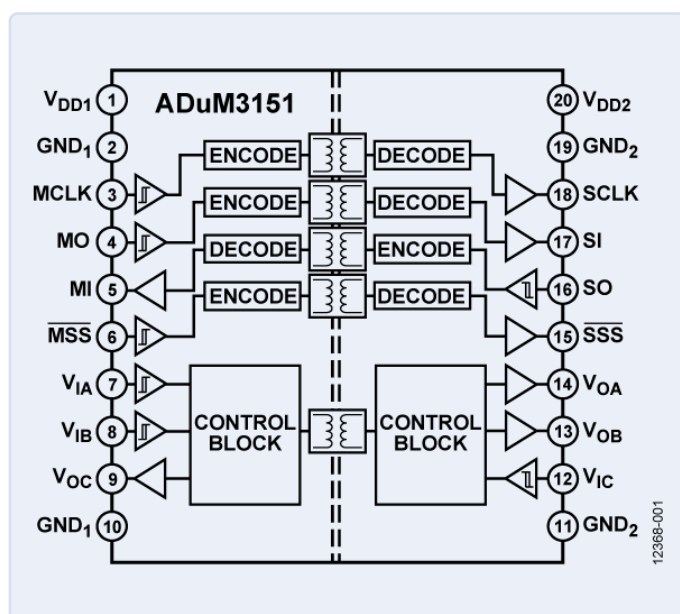 ADuM3151
VDD1 1
20 VDD2
GND1 2
19 GND2
ENCODE DECODE
MCLK 3
18 SCLK
ENCODE DECODE
MO 4
17 SI
DECODE ENCODE
MI 5
16 SO
ENCODE DECODE
MSS 6
15 SSS
VIA 7
14 VOA
CONTROL BLOCK
CONTROL BLOCK
VIB 8
13 VOB
VOC 9
12 VIC
GND1 10
11 GND2
12368-001